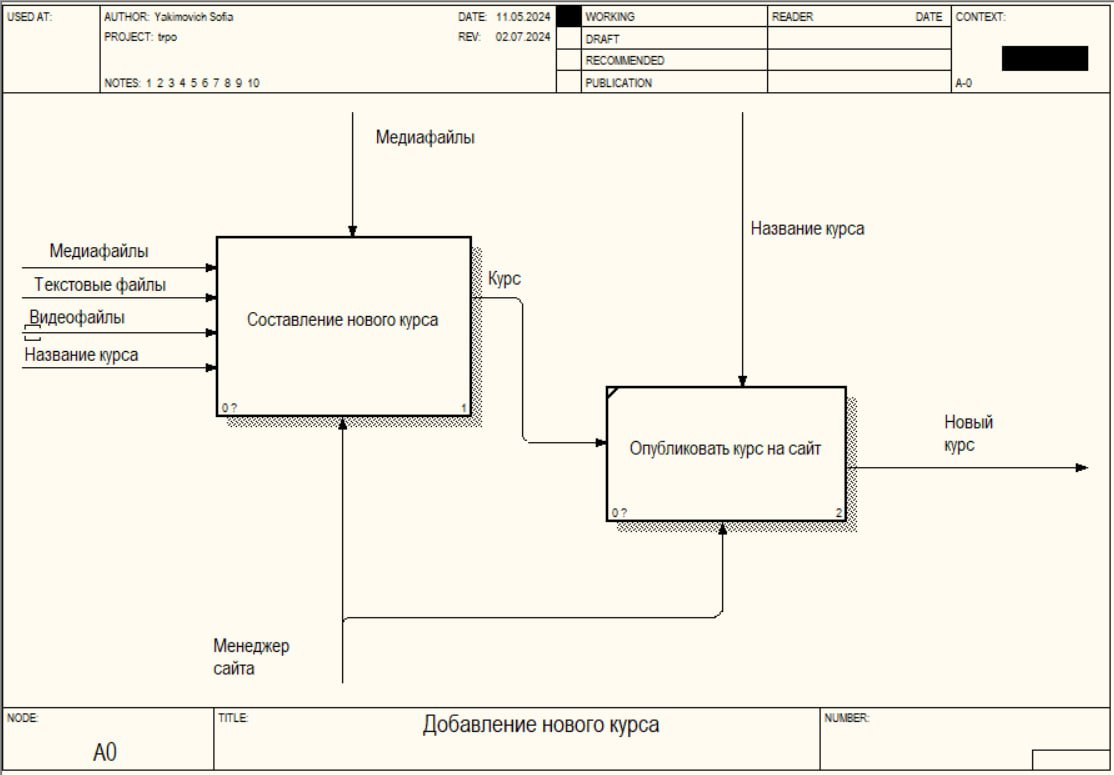 USED AT:
AUTHOR: Yakimovich Sofia
DATE: 11.05.2024
PROJECT: trpo
REV: 02.07.2024
NOTES: 1 2 3 4 5 6 7 8 9 10
WORKING
DRAFT
RECOMMENDED
PUBLICATION
READER
DATE
CONTEXT:
A-0
Медиафайлы
Название курса
Медиафайлы
Текстовые файлы
Видеофайлы
Название курса
Курс
Составление нового курса
0 ?
1
Опубликовать курс на сайт
0 ?
2
Новый
курс
Менеджер
сайта
NODE:
A0
TITLE:
Добавление нового курса
NUMBER: